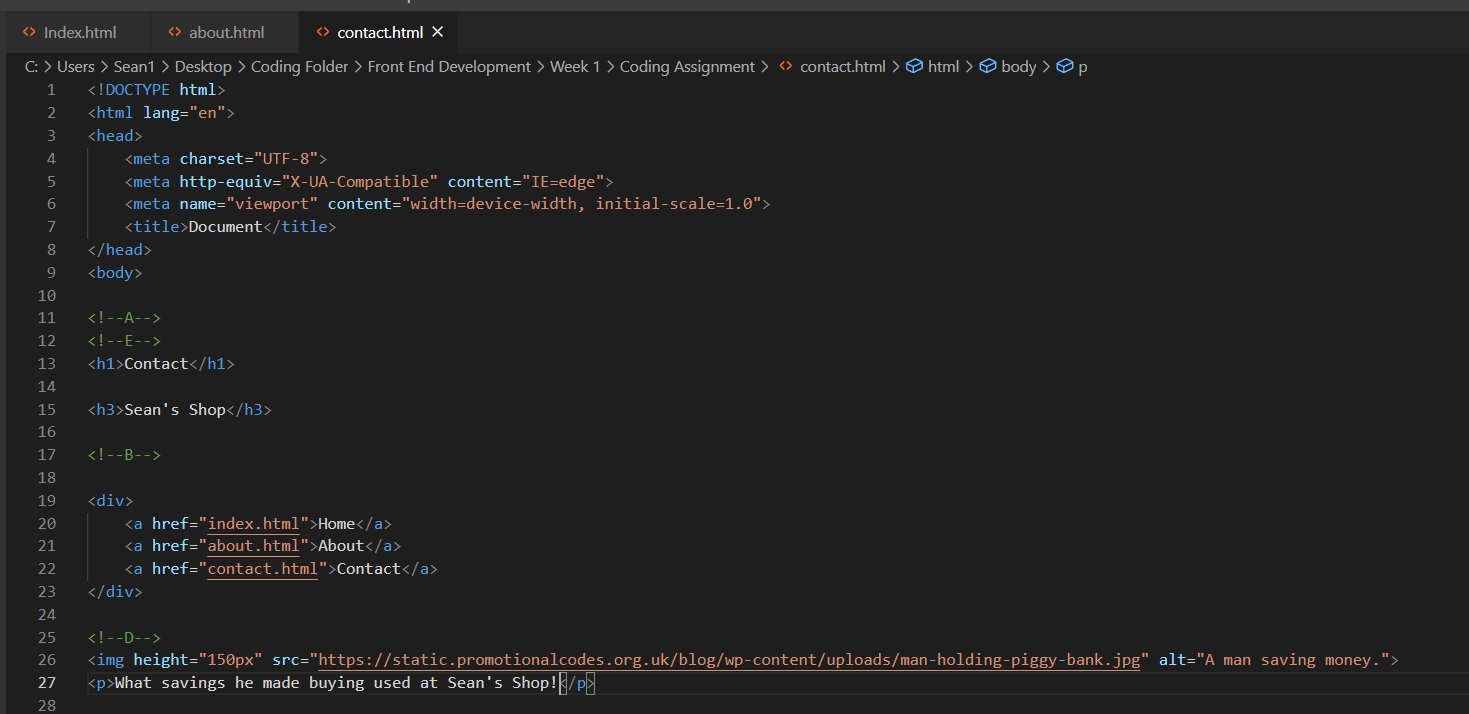 Index.html about.html contact.html
C: > Users > Sean1 > Desktop > Coding Folder > Front End Development > Week 1 > Coding Assignment > contact.html > html > body > p
1 <!DOCTYPE html>
2 <html lang="en">
3 <head>
4 <meta charset="UTF-8">
5 <meta http-equiv="X-UA-Compatible" content="IE=edge">
6 <meta name="viewport" content="width=device-width, initial-scale=1.0">
7 <title>Document</title>
8 </head>
9 <body>
10
11 <!--A-->
12 <!--E-->
13 <h1>Contact</h1>
14
15 <h3>Sean's Shop</h3>
16
17 <!--B-->
18
19 <div>
20 <a href="index.html">Home</a>
21 <a href="about.html">About</a>
22 <a href="contact.html">Contact</a>
23 </div>
24
25 <!--D-->
26 <img height="150px" src="https://static.promotionalcodes.org.uk/blog/wp-content/uploads/man-holding-piggy-bank.jpg" alt="A man saving money.">
27 <p>What savings he made buying used at Sean's Shop!</p>
28